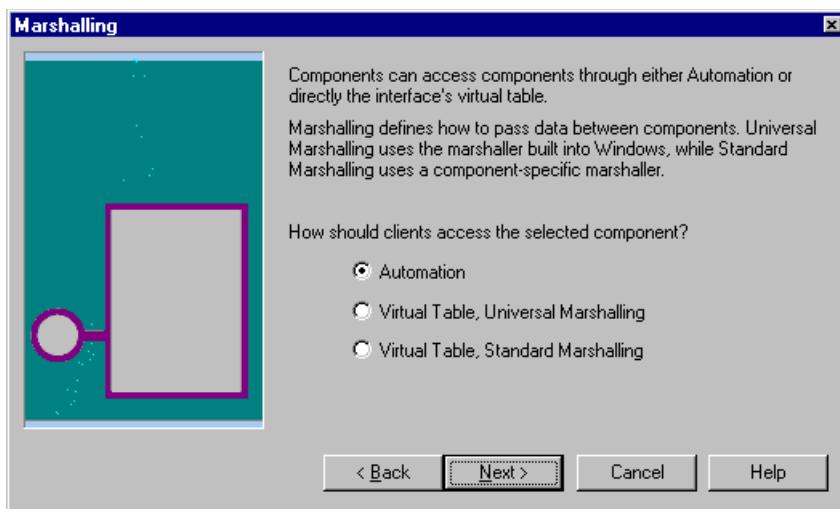 Marshalling
Components can access components through either Automation or
directly the interface's virtual table.
Marshalling defines how to pass data between components. Universal
Marshalling uses the marshaller built into Windows, while Standard
Marshalling uses a component-specific marshaller.
How should clients access the selected component?
Automation
Virtual Table, Universal Marshalling
Virtual Table, Standard Marshalling
< Back Next > Cancel Help